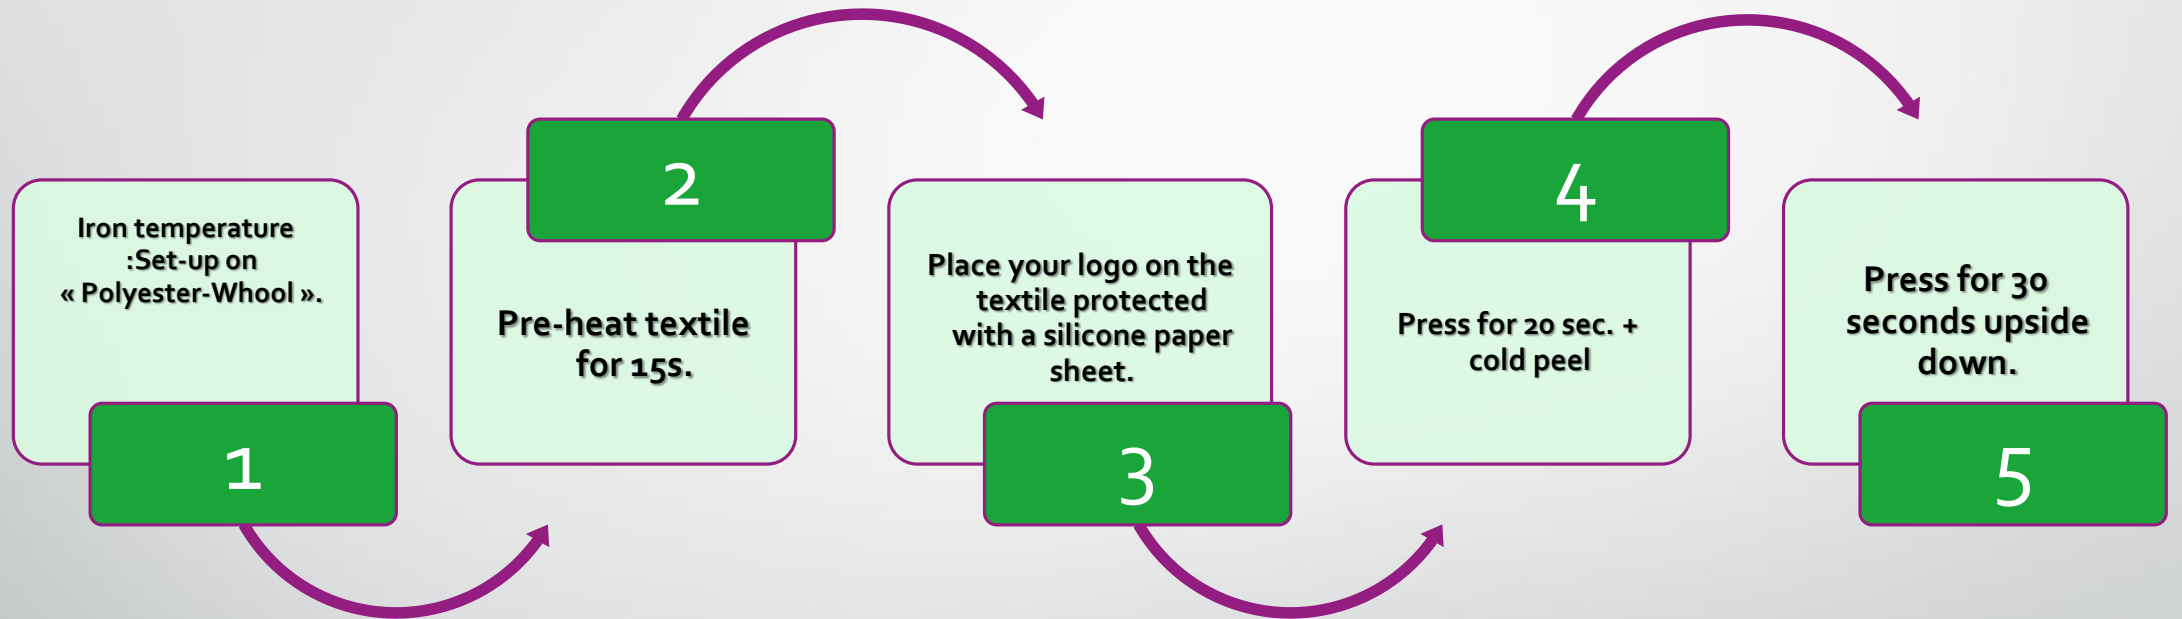 Iron temperature
:Set-up on
« Polyester-Whool ».
1
2
Pre-heat textile
for 15s.
Place your logo on the
textile protected
with a silicone paper
sheet.
3
4
Press for 20 sec. +
cold peel
Press for 30
seconds upside
down.
5